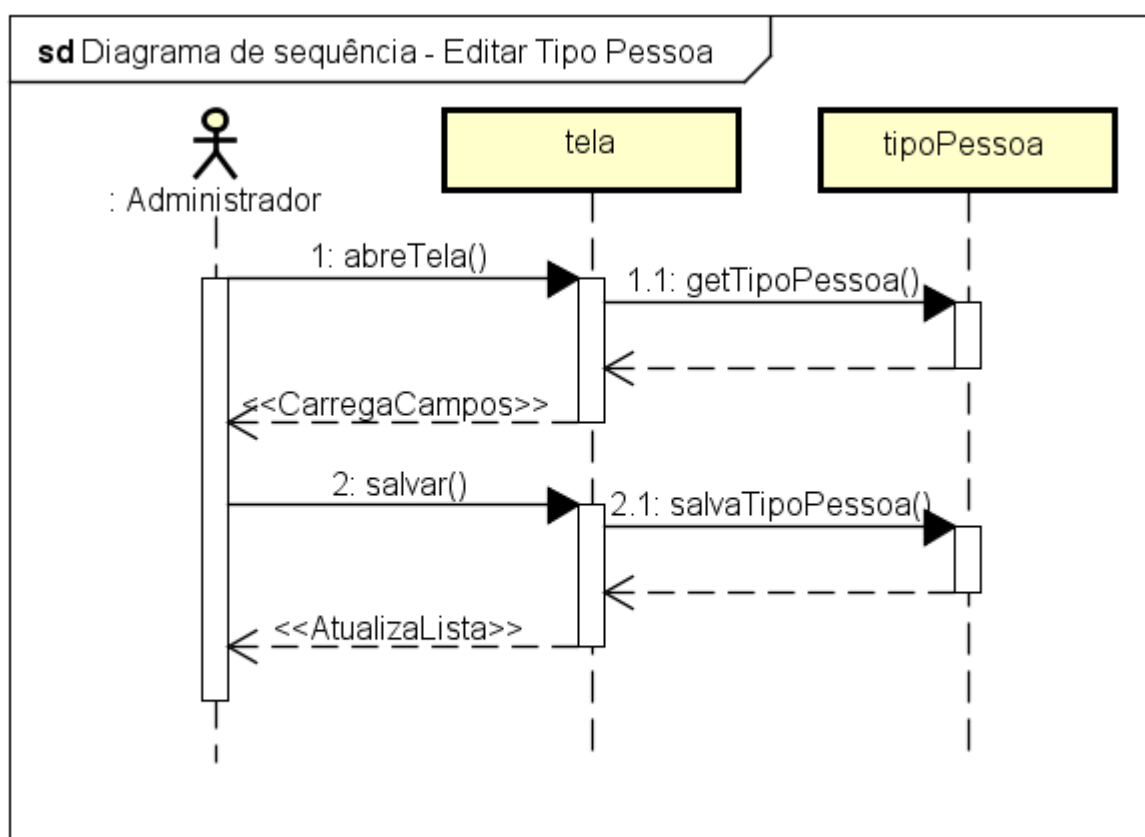 sd Diagrama de sequência - Editar Tipo Pessoa
tela
tipoPessoa
: Administrador
1: abreTela()
1.1: getTipoPessoa()
<<CarregaCampos>>
2: salvar()
2.1: salvaTipoPessoa()
<<AtualizaLista>>